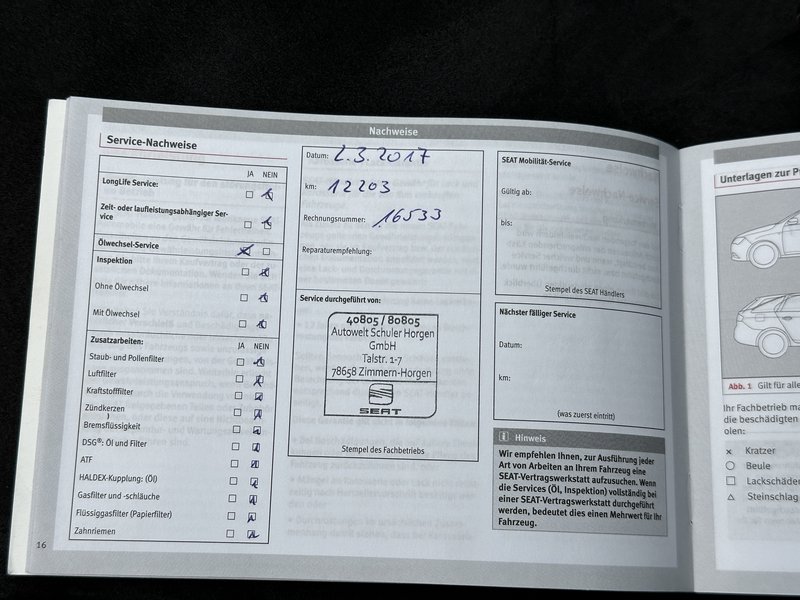 Nachweise
Service-Nachweise
JA NEIN
LongLife Service:
Zeit- oder laufleistungsabhängiger Ser-
vice
Ölwechsel-Service
Inspektion
Ohne Ölwechsel
Mit Ölwechsel
Zusatzarbeiten: JA NEIN
Staub- und Pollenfilter
Luftfilter
Kraftstofffilter
Zündkerzen
Bremsflüssigkeit
DSG®: Öl und Filter
ATF
HALDEX-Kupplung: (Öl)
Gasfilter und -schläuche
Flüssiggasfilter (Papierfilter)
Zahnriemen
16
Datum: 2.3.2017
km: 12203
Rechnungsnummer: 16533
Reparaturempfehlung:
Service durchgeführt von:
40805 / 80805
Autowelt Schuler Horgen
GmbH
Talstr. 1-7
78658 Zimmern-Horgen
SEAT
Stempel des Fachbetriebs
SEAT Mobilität-Service
Gültig ab:
bis:
Stempel des SEAT Händlers
Nächster fälliger Service
Datum:
km:
(was zuerst eintritt)
Hinweis
Wir empfehlen Ihnen, zur Ausführung jeder
Art von Arbeiten an Ihrem Fahrzeug eine
SEAT-Vertragswerkstatt aufzusuchen. Wenn
die Services (Öl, Inspektion) vollständig bei
einer SEAT-Vertragswerkstatt durchgeführt
werden, bedeutet dies einen Mehrwert für Ihr
Fahrzeug.
Unterlagen zur
Abb. 1 Gilt für alle
Ihr Fachbetrieb
die beschädigten
olen:
Kratzer
Beule
Lackschäden
Steinschlag